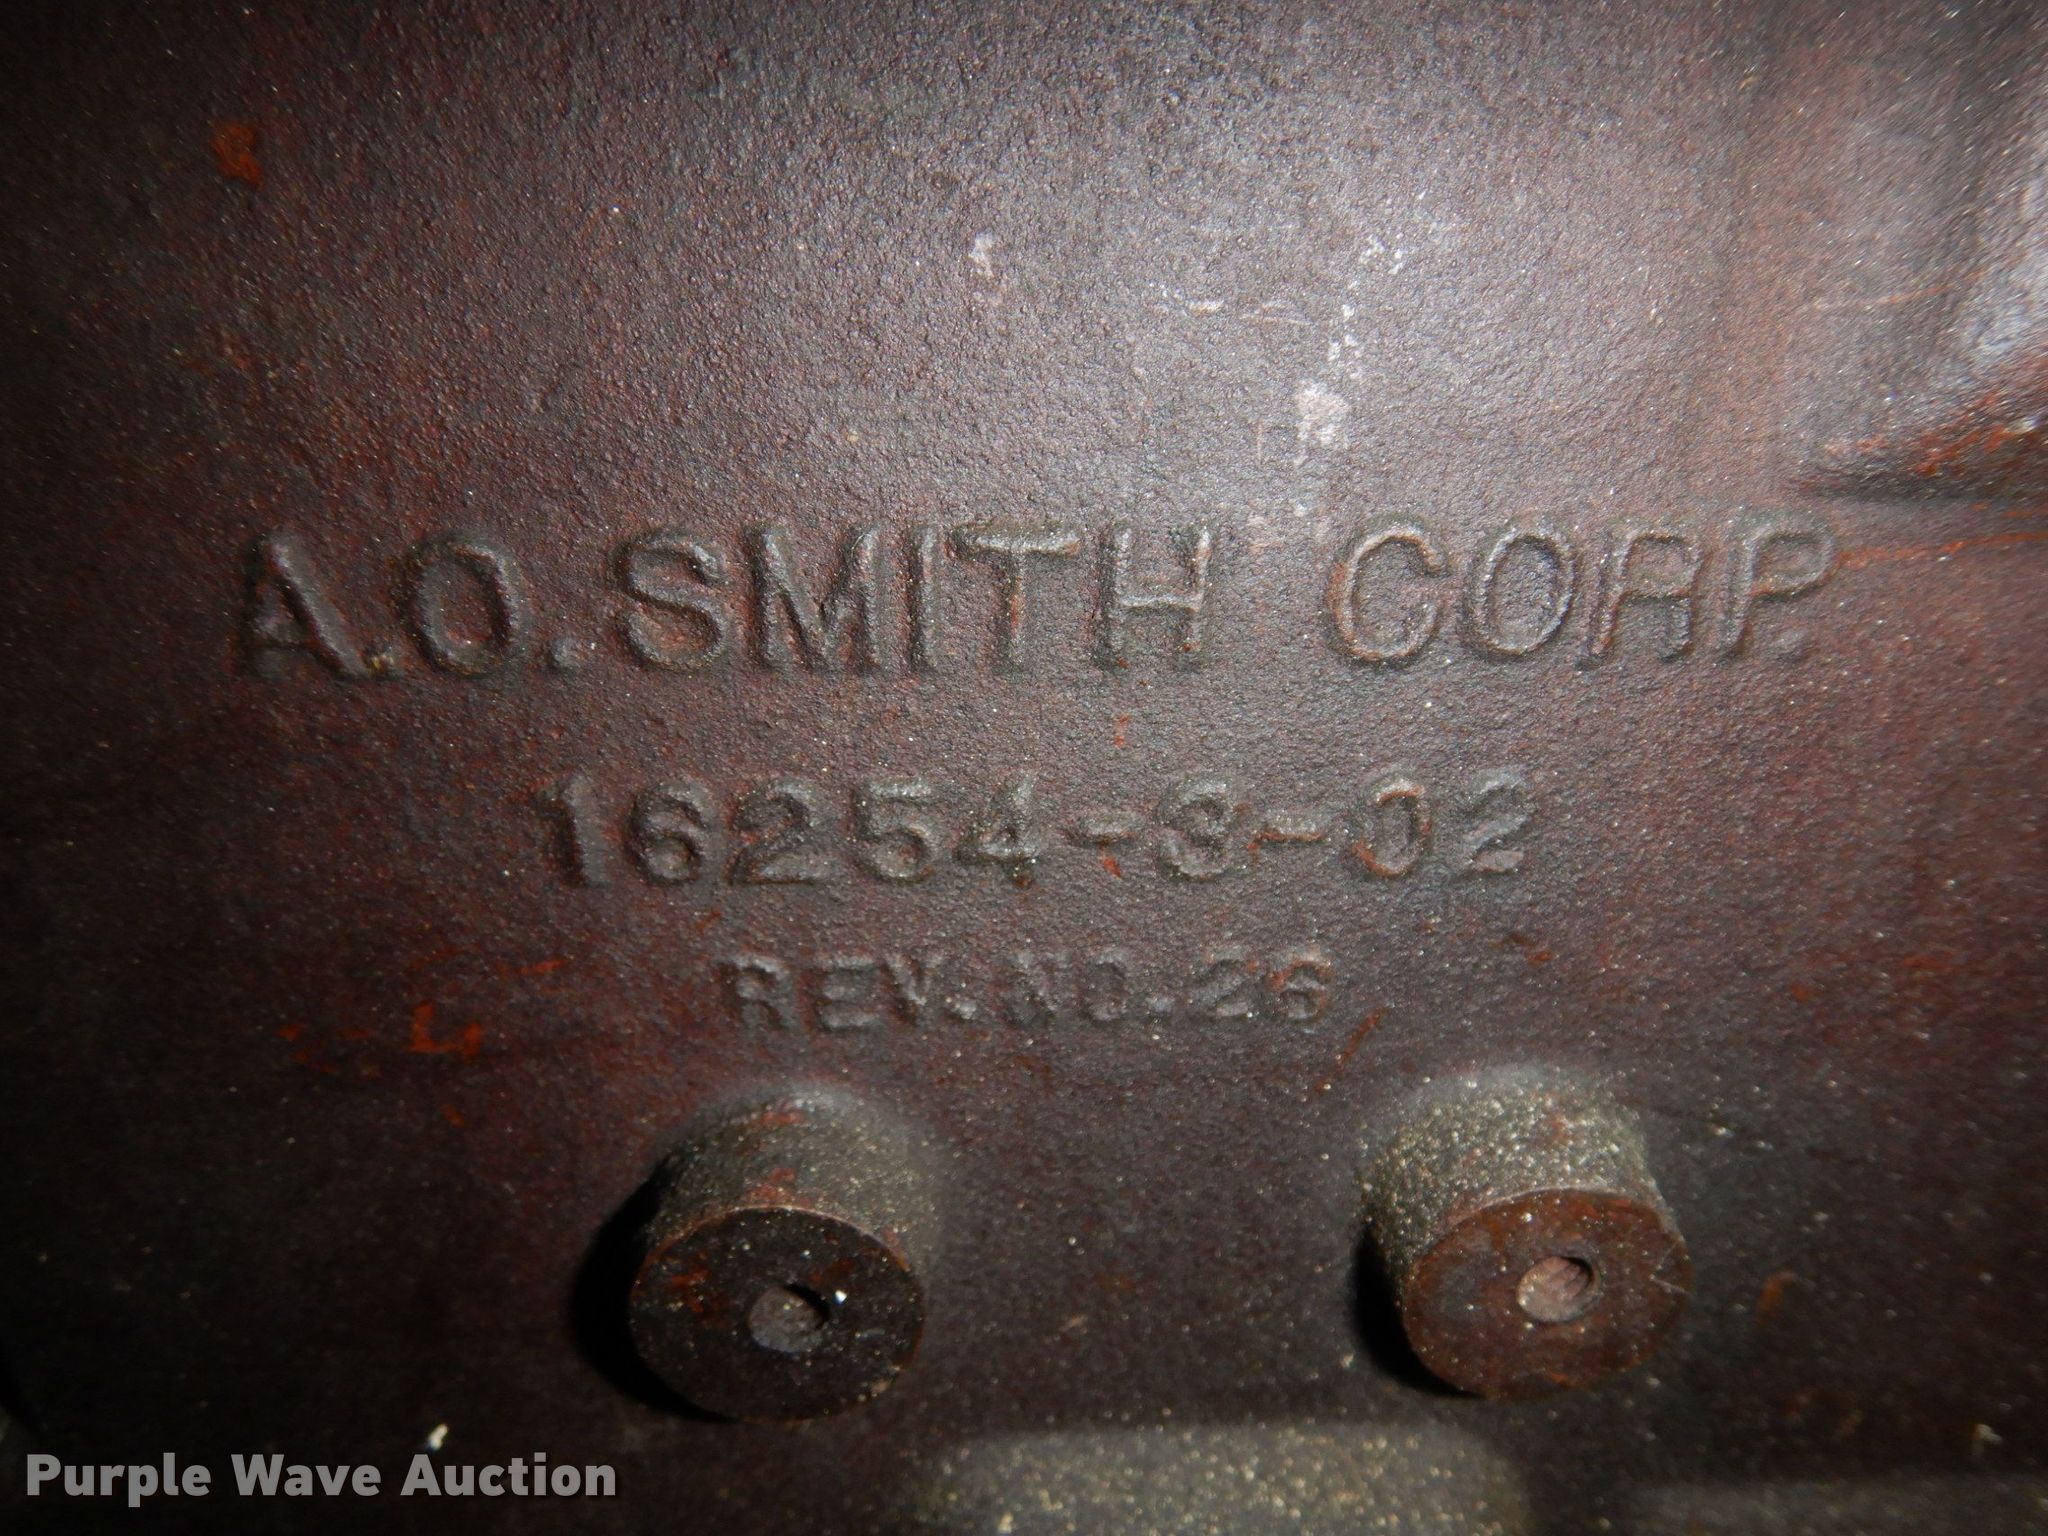 A.O.SMITH CORP.
16254-3-02
REV.NO.26
Purple Wave Auction